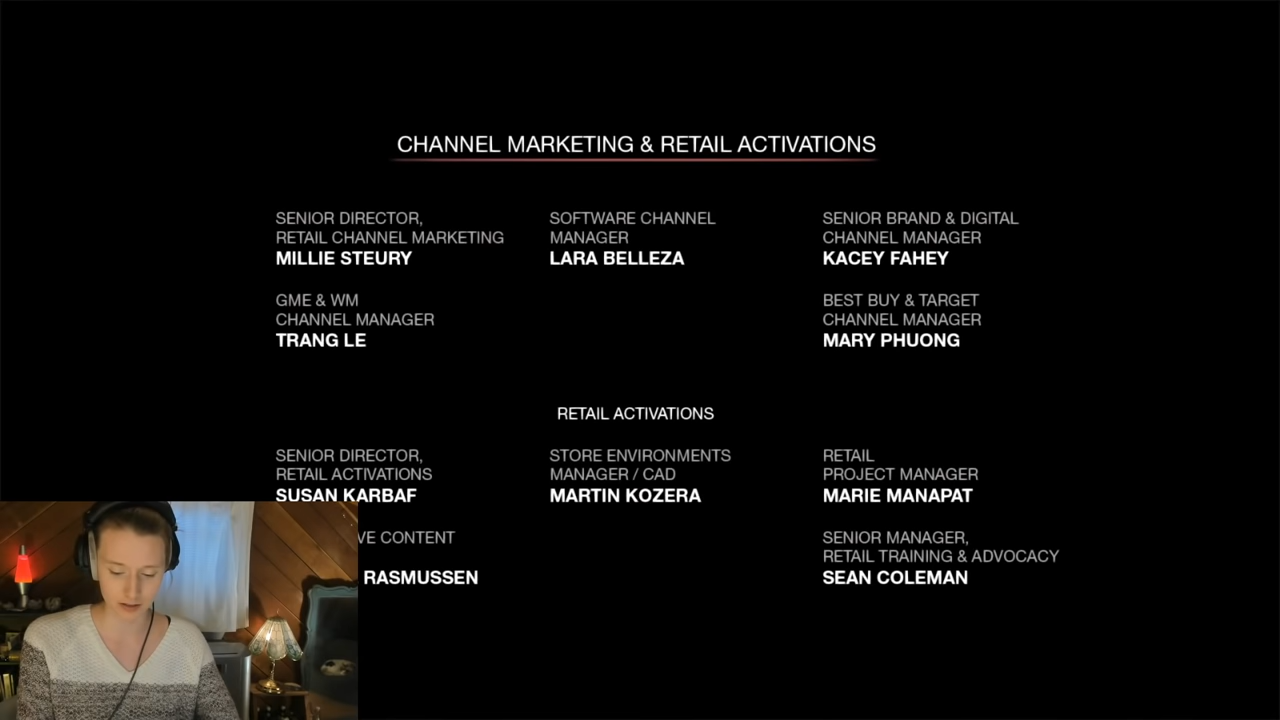 CHANNEL MARKETING & RETAIL ACTIVATIONS
SENIOR DIRECTOR,
RETAIL CHANNEL MARKETING
MILLIE STEURY
SOFTWARE CHANNEL
MANAGER
LARA BELLEZA
SENIOR BRAND & DIGITAL
CHANNEL MANAGER
KACEY FAHEY
GME & WM
CHANNEL MANAGER
TRANG LE
BEST BUY & TARGET
CHANNEL MANAGER
MARY PHUONG
RETAIL ACTIVATIONS
SENIOR DIRECTOR,
RETAIL ACTIVATIONS
SUSAN KARBAF
STORE ENVIRONMENTS
MANAGER / CAD
MARTIN KOZERA
RETAIL
PROJECT MANAGER
MARIE MANAPAT
CONTENT
RASMUSSEN
SENIOR MANAGER,
RETAIL TRAINING & ADVOCACY
SEAN COLEMAN